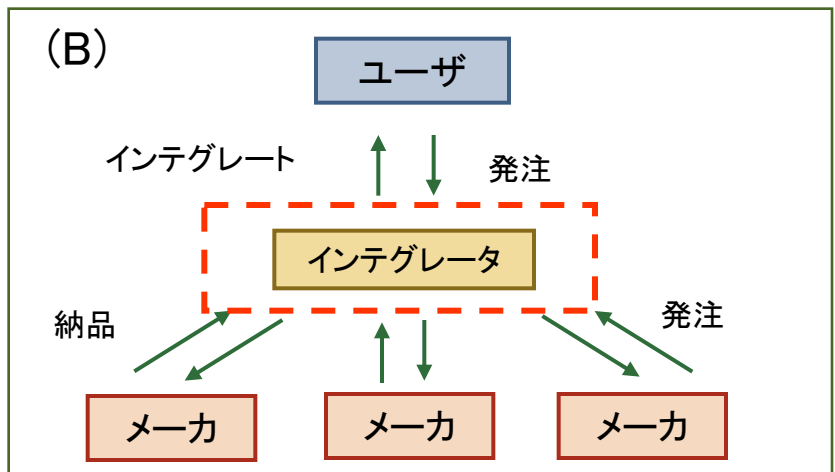 (B)
ユーザ
インテグレート
発注
インテグレータ
納品
発注
メーカ
メーカ
メーカ